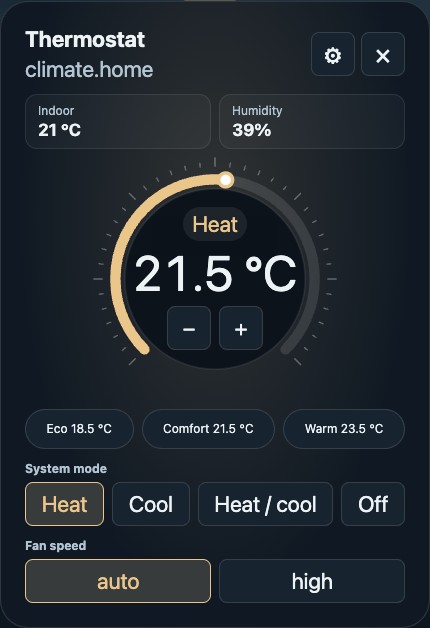 Thermostat
climate.home
Indoor
21 °C
Humidity
39%
Heat
21.5 °C
− +
Eco 18.5 °C Comfort 21.5 °C Warm 23.5 °C
System mode
Heat Cool Heat / cool Off
Fan speed
auto high